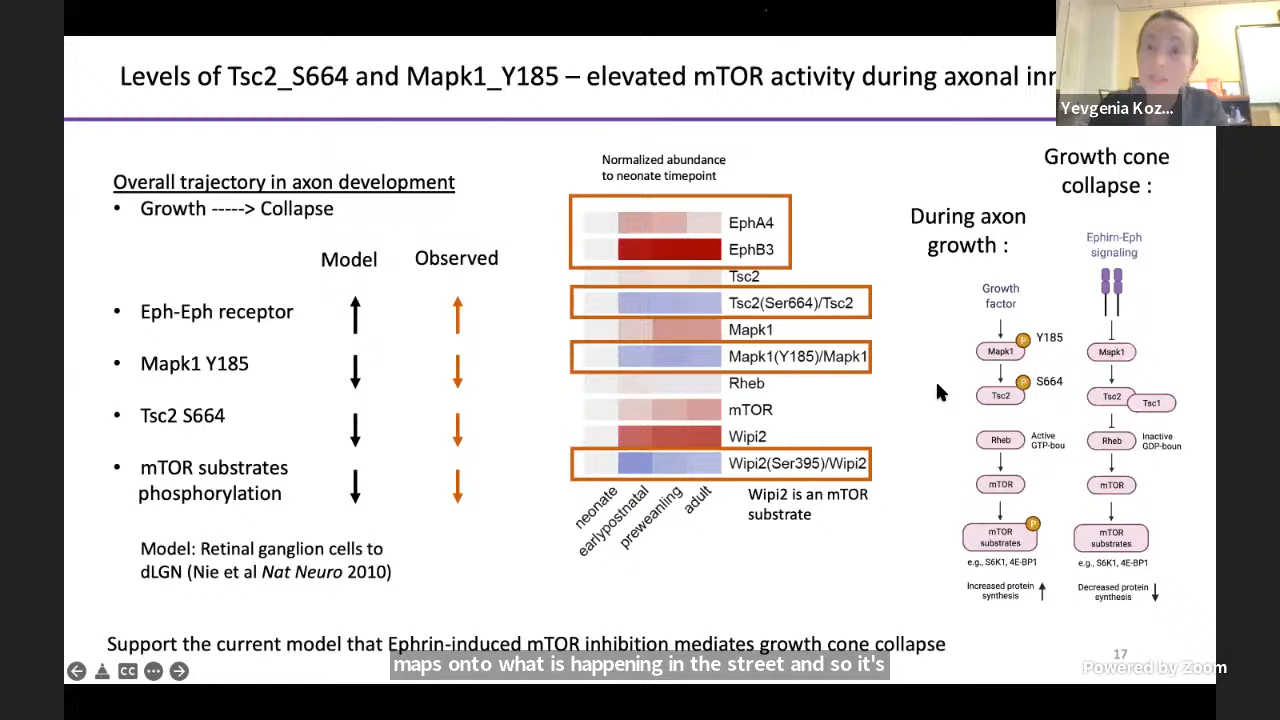 Levels of Tsc2_S664 and Mapk1_Y185 – elevated mTOR activity during axonal
Yevgenia Koz...
Overall trajectory in axon development
• Growth -----> Collapse
Model
Observed
• Eph-Eph receptor
• Mapk1 Y185
• Tsc2 S664
• mTOR substrates
phosphorylation
Model: Retinal ganglion cells to
dLGN (Nie et al Nat Neuro 2010)
Normalized abundance
to neonate timepoint
EphA4
EphB3
Tsc2
Tsc2(Ser664)/Tsc2
Mapk1
Mapk1(Y185)/Mapk1
Rheb
mTOR
Wipi2
Wipi2(Ser395)/Wipi2
neonate
earlypostnatal
preweanling
adult
Wipi2 is an mTOR
substrate
During axon
growth :
Growth
factor
P
Y185
Mapk1
P
S664
Tsc2
Rheb
Active
GTP-bou
mTOR
P
mTOR
substrates
e.g., S6K1, 4E-BP1
Increased protein
synthesis
Growth cone
collapse :
Ephirn-Eph
signaling
Mapk1
Tsc2
Tsc1
Rheb
Inactive
GDP-boun
mTOR
mTOR
substrates
e.g., S6K1, 4E-BP1
Decreased protein
synthesis
Support the current model that Ephrin-induced mTOR inhibition mediates growth cone collapse
17
CC
maps onto what is happening in the street and so it's
Powered by Zoom